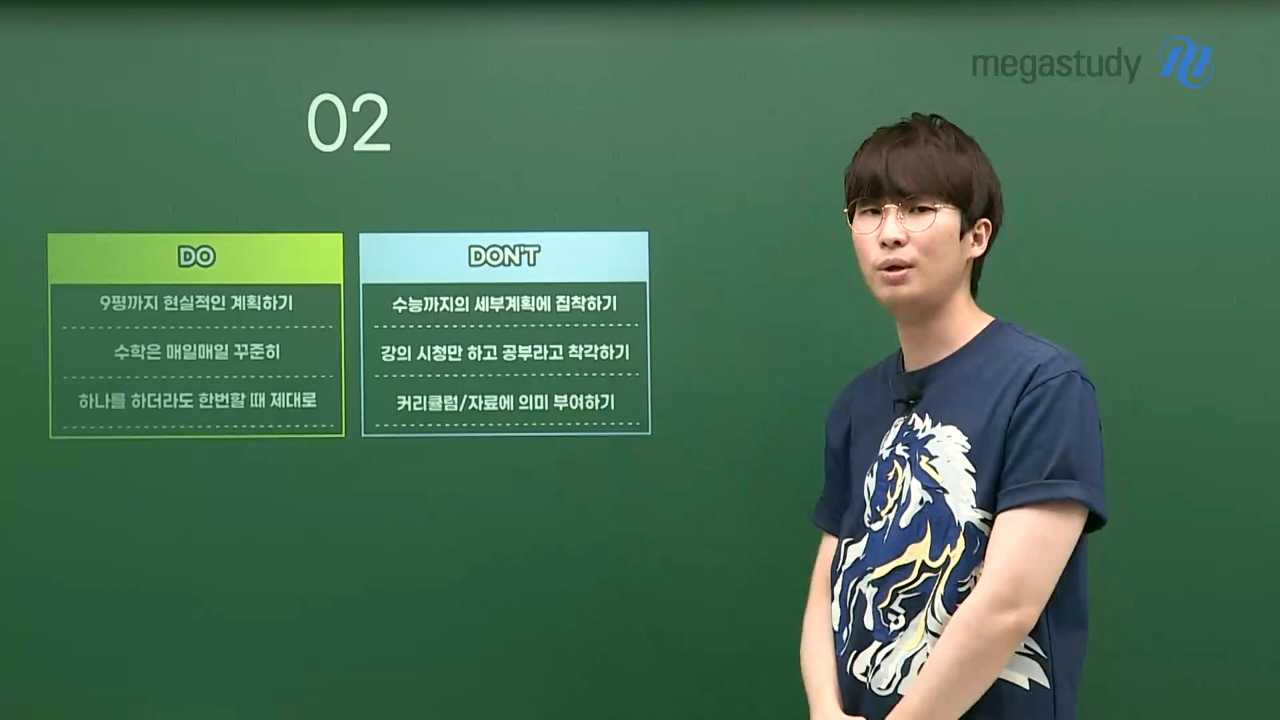 megastudy
02
DO
9평까지 현실적인 계획하기
수학은 매일매일 꾸준히
하나를 하더라도 한번할 때 제대로
DON'T
수능까지의 세부계획에 집착하기
강의 시청만 하고 공부라고 착각하기
커리큘럼/자료에 의미 부여하기